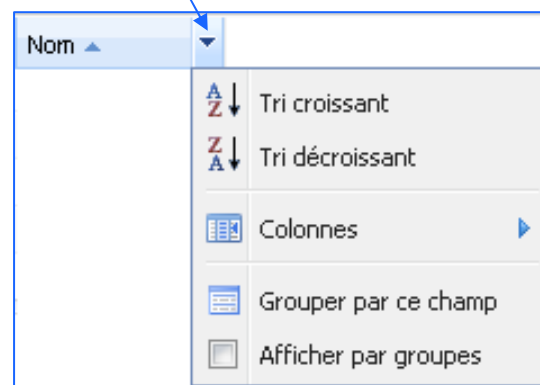 Nom
Tri croissant
Tri décroissant
Colonnes
Grouper par ce champ
Afficher par groupes